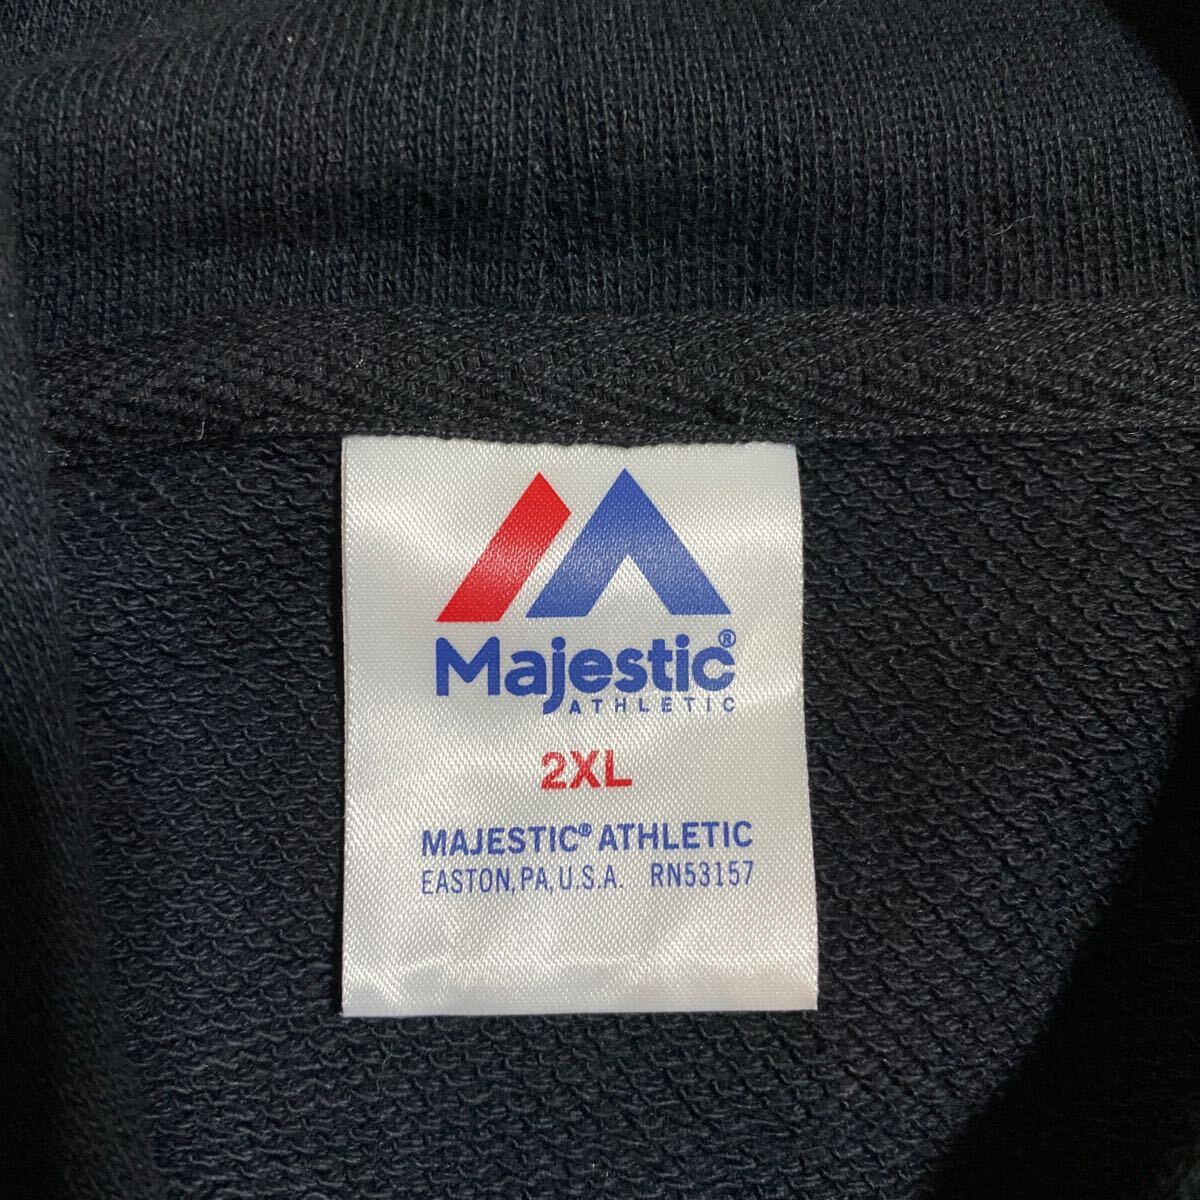 Majestic®
ATHLETIC
2XL
MAJESTIC® ATHLETIC
EASTON, PA, U.S.A. RN53157